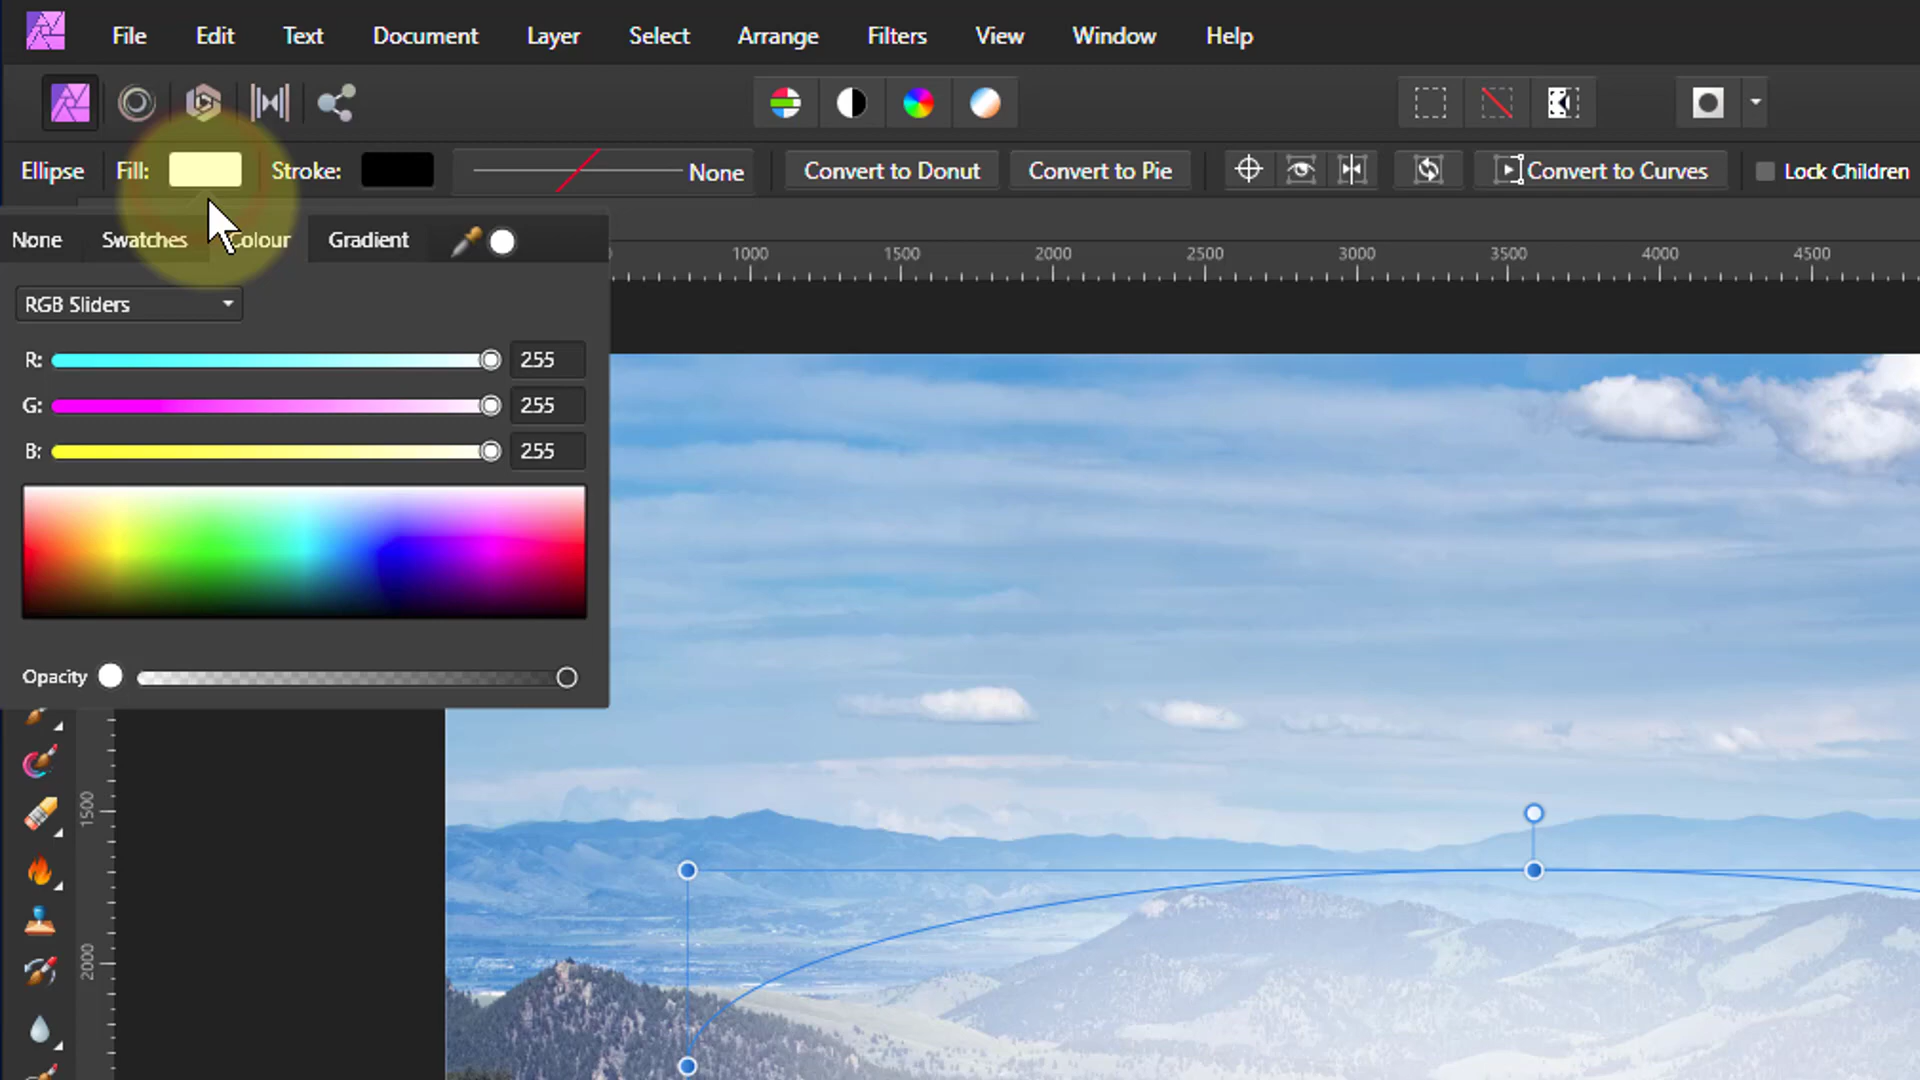 File Edit Text Document Layer Select Arrange Filters View Window Help
Ellipse Fill: Stroke: None Convert to Donut Convert to Pie Convert to Curves Lock Children
None Swatches Colour Gradient
1000 1500 2000 2500 3000 3500 4000 4500
RGB Sliders
R: 255
G: 255
B: 255
Opacity
1500
2000